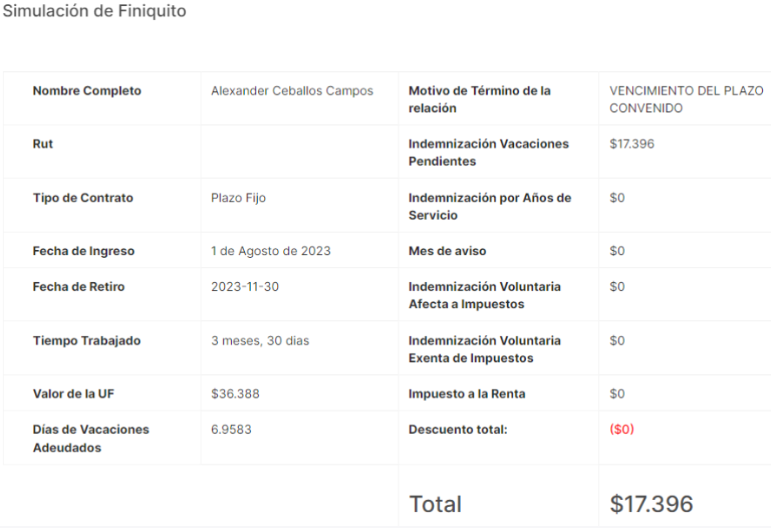 Simulación de Finiquito
Nombre Completo
Alexander Ceballos Campos
Motivo de Término de la
relación
VENCIMIENTO DEL PLAZO
CONVENIDO
Rut
Indemnización Vacaciones
Pendientes
$17.396
Tipo de Contrato
Plazo Fijo
Indemnización por Años de
Servicio
$0
Fecha de Ingreso
1 de Agosto de 2023
Mes de aviso
$0
Fecha de Retiro
2023-11-30
Indemnización Voluntaria
Afecta a Impuestos
$0
Tiempo Trabajado
3 meses, 30 dias
Indemnización Voluntaria
Exenta de Impuestos
$0
Valor de la UF
$36.388
Impuesto a la Renta
$0
Días de Vacaciones
Adeudados
6.9583
Descuento total:
($0)
Total
$17.396